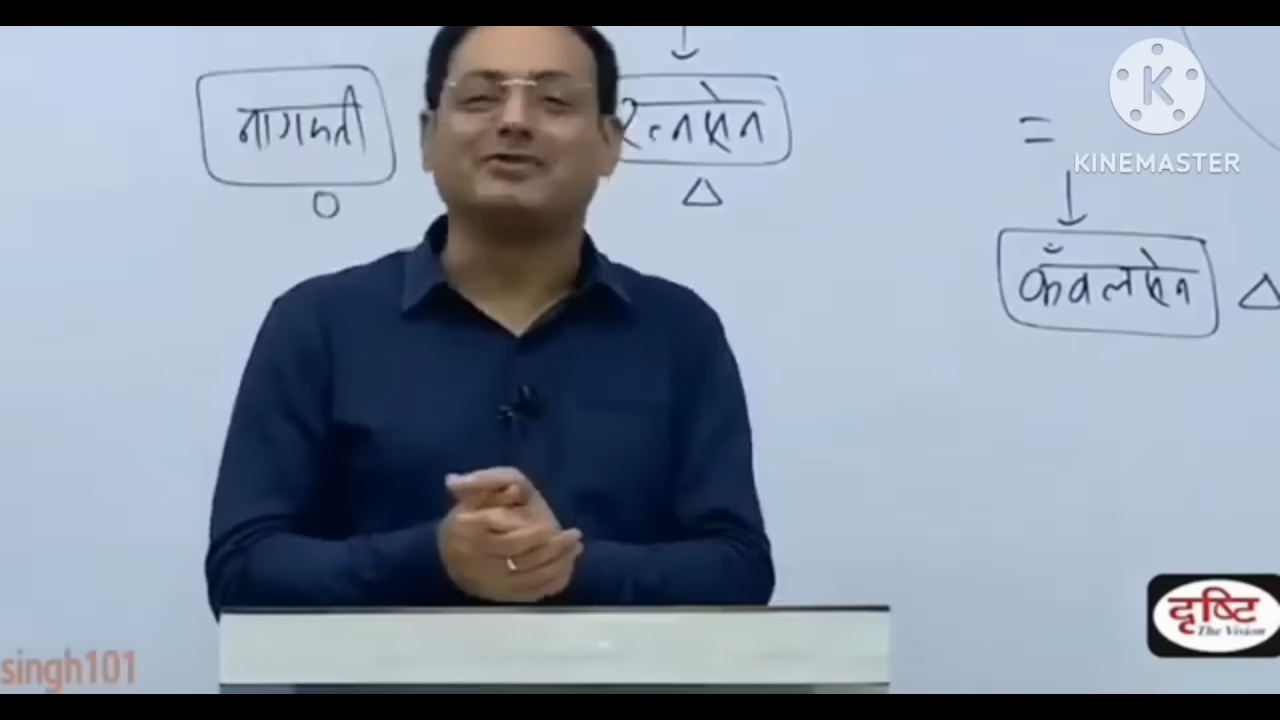 नागमती
रत्नसेन
=
KINEMASTER
कँवलसेन
दृष्टि
The Vision
singh101